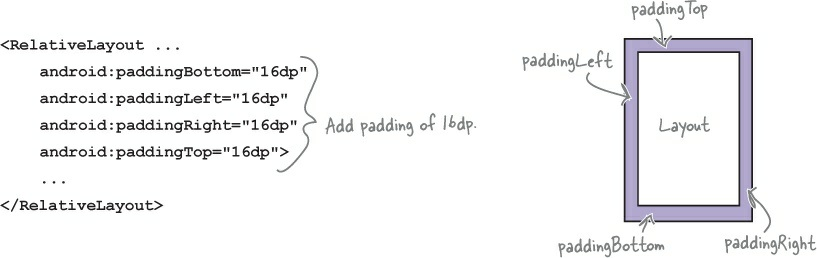 <RelativeLayout ...
android:paddingBottom="16dp"
android:paddingLeft="16dp"
android:paddingRight="16dp"
android:paddingTop="16dp">
...
</RelativeLayout>
Add padding of 16dp.
paddingTop
paddingLeft
Layout
paddingBottom
paddingRight